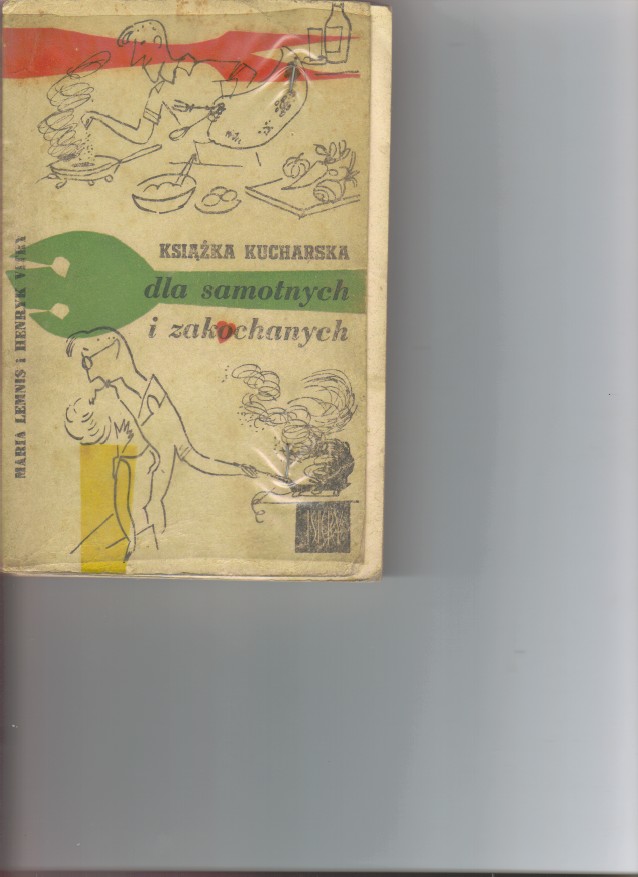 KSIĄŻKA KUCHARSKA
dla samotnych
i zakochanych
MARIA LEMNIS i HENRYK VITRY